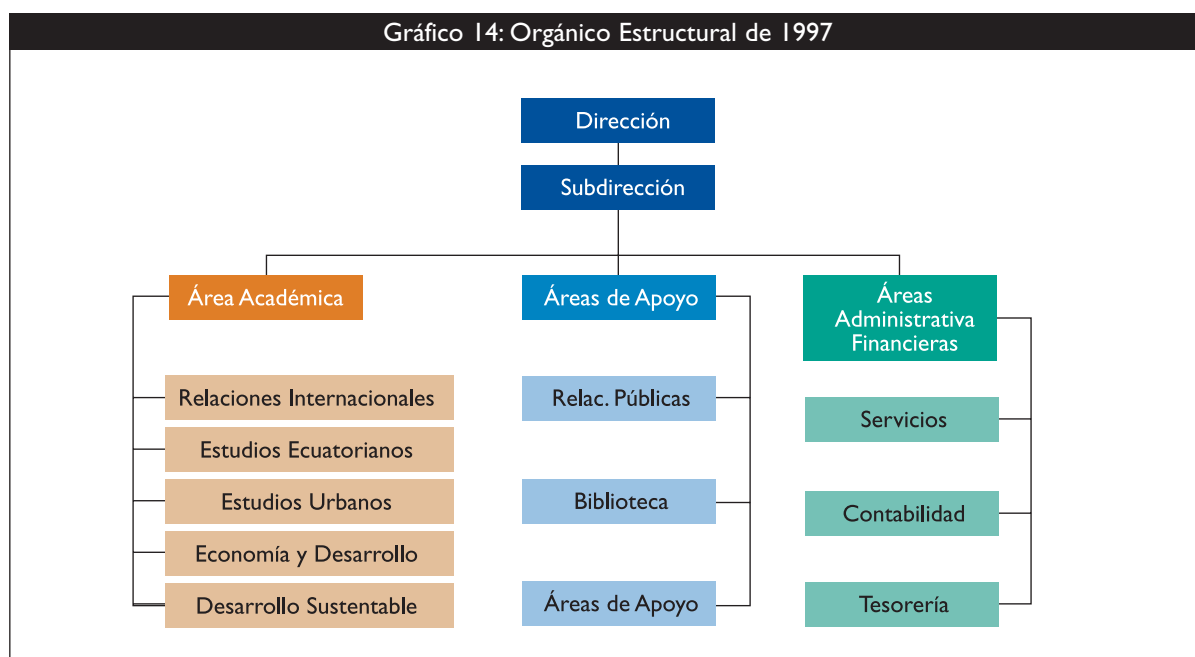 Gráfico 14: Orgánico Estructural de 1997
Dirección
Subdirección
Área Académica
Relaciones Internacionales
Estudios Ecuatorianos
Estudios Urbanos
Economía y Desarrollo
Desarrollo Sustentable
Áreas de Apoyo
Relac. Públicas
Biblioteca
Áreas de Apoyo
Áreas
Administrativa
Financieras
Servicios
Contabilidad
Tesorería